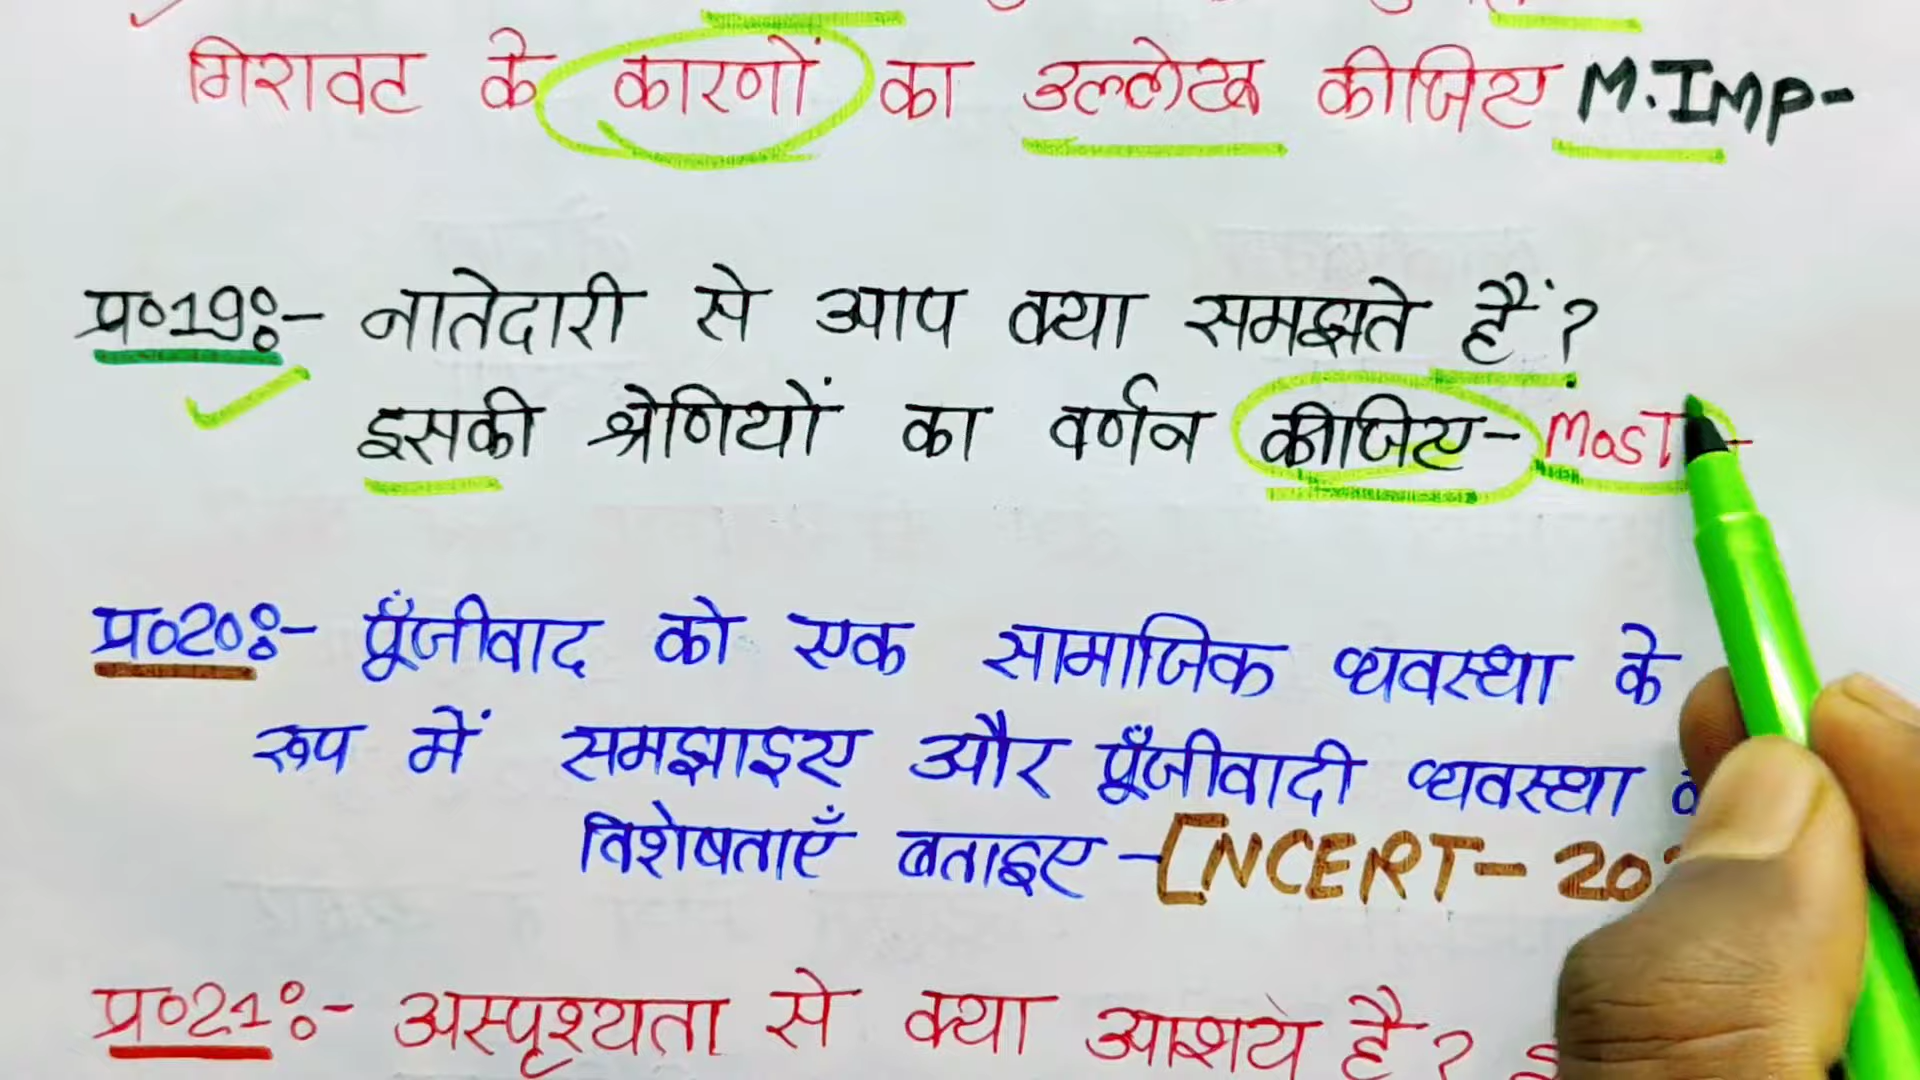 गिरावट के कारणों का उल्लेख कीजिए M.IMP-
प्र०19:- नातेदारी से आप क्या समझते हैं?
इसकी श्रेणियों का वर्णन कीजिए- MOST -
प्र०20:- पूँजीवाद को एक सामाजिक व्यवस्था के
रूप में समझाइए और पूँजीवादी व्यवस्था
विशेषताएँ बताइए - [NCERT - 20
प्र०21:- अस्पृश्यता से क्या आशय है?